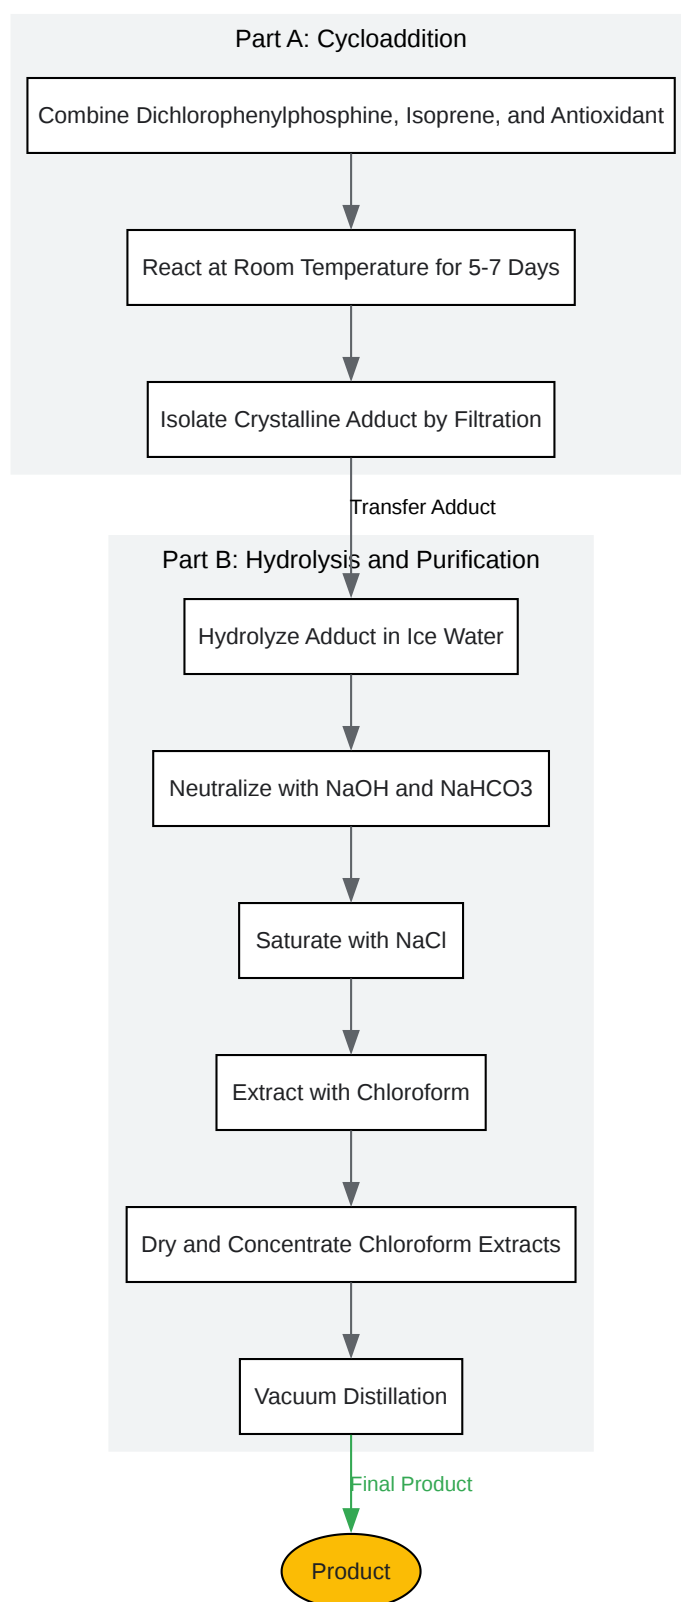 Part A: Cycloaddition
Combine Dichlorophenylphosphine, Isoprene, and Antioxidant
React at Room Temperature for 5-7 Days
Isolate Crystalline Adduct by Filtration
Transfer Adduct
Part B: Hydrolysis and Purification
Hydrolyze Adduct in Ice Water
Neutralize with NaOH and NaHCO3
Saturate with NaCl
Extract with Chloroform
Dry and Concentrate Chloroform Extracts
Vacuum Distillation
Final Product
Product